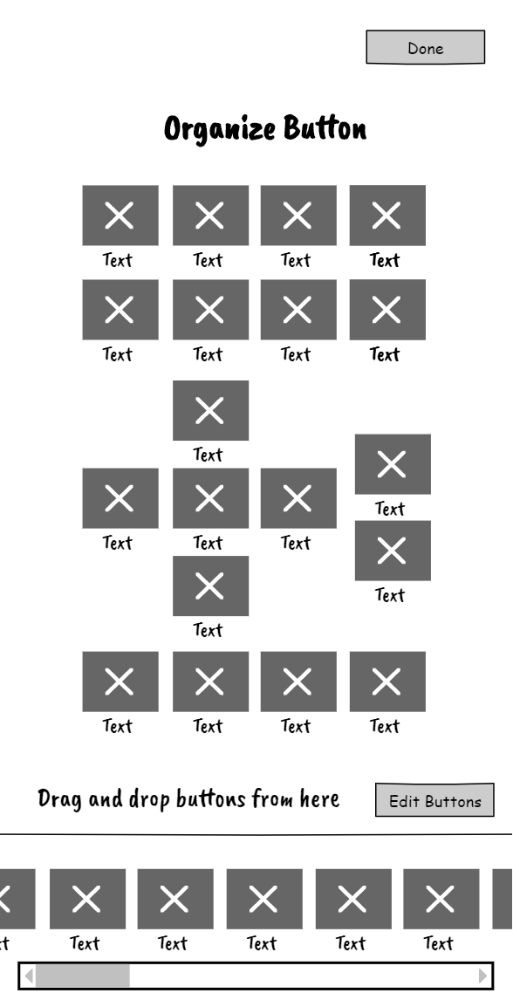 Done
Organize Button
Text Text Text Text
Text Text Text Text
Text
Text
Text Text Text
Text
Text
Text Text Text Text
Drag and drop buttons from here
Edit Buttons
Text Text Text Text Text